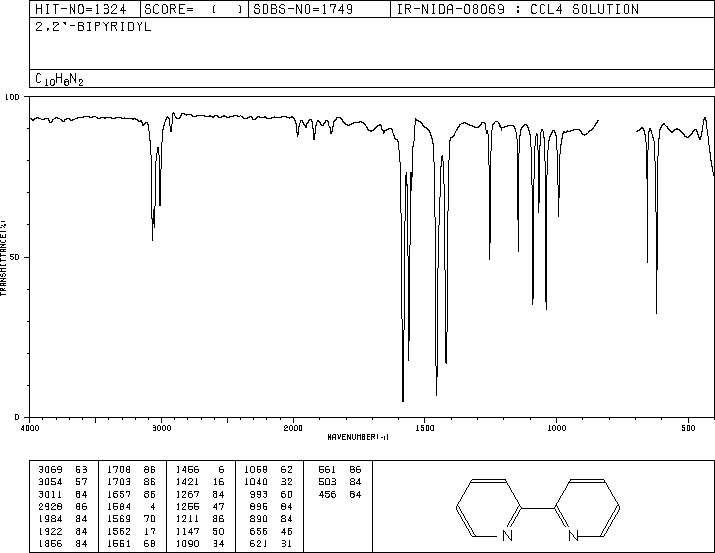 HIT-NO=1324 SCORE= ( ) SDBS-NO=1749 IR-NIDA-08069 : CCL4 SOLUTION
2,2'-BIPYRIDYL
C10H8N2
100
50
0
TRANSMITTANCE(%)
4000 3000 2000 1500 1000 500
WAVENUMBER(-1)
3069 53 1708 86 1456 6 1068 62 561 86
3054 57 1703 86 1421 16 1040 32 503 84
3011 64 1657 86 1267 84 993 60 456 84
2928 86 1584 4 1255 47 896 84
1984 84 1569 70 1211 86 890 84
1922 84 1562 17 1147 50 656 46
1856 84 1551 68 1090 34 621 31
N N